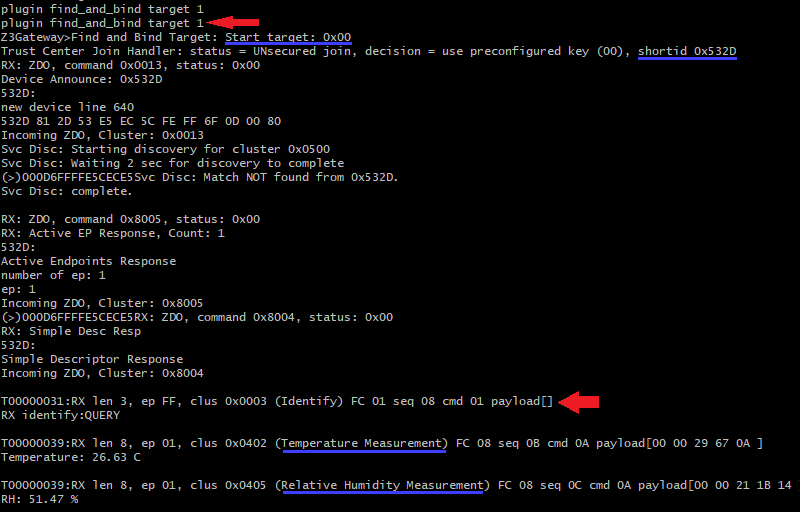 plugin find_and_bind target 1
plugin find_and_bind target 1
Z3Gateway>Find and Bind Target: Start target: 0x00
Trust Center Join Handler: status = UNsecured join, decision = use preconfigured key (00), shortid 0x532D
RX: ZDO, command 0x0013, status: 0x00
Device Announce: 0x532D
532D:
new device line 640
532D 81 2D 53 E5 EC 5C FE FF 6F 0D 00 80
Incoming ZDO, Cluster: 0x0013
Svc Disc: Starting discovery for cluster 0x0500
Svc Disc: Waiting 2 sec for discovery to complete
(>)000D6FFFFE5CECE5Svc Disc: Match NOT found from 0x532D.
Svc Disc: complete.
RX: ZDO, command 0x8005, status: 0x00
RX: Active EP Response, Count: 1
532D:
Active Endpoints Response
number of ep: 1
ep: 1
Incoming ZDO, Cluster: 0x8005
(>)000D6FFFFE5CECE5RX: ZDO, command 0x8004, status: 0x00
RX: Simple Desc Resp
532D:
Simple Descriptor Response
Incoming ZDO, Cluster: 0x8004
T00000031:RX len 3, ep FF, clus 0x0003 (Identify) FC 01 seq 08 cmd 01 payload[]
RX identify:QUERY
T00000039:RX len 8, ep 01, clus 0x0402 (Temperature Measurement) FC 08 seq 0B cmd 0A payload[00 00 29 67 0A ]
Temperature: 26.63 C
T00000039:RX len 8, ep 01, clus 0x0405 (Relative Humidity Measurement) FC 08 seq 0C cmd 0A payload[00 00 21 1B 14 ]
RH: 51.47 %